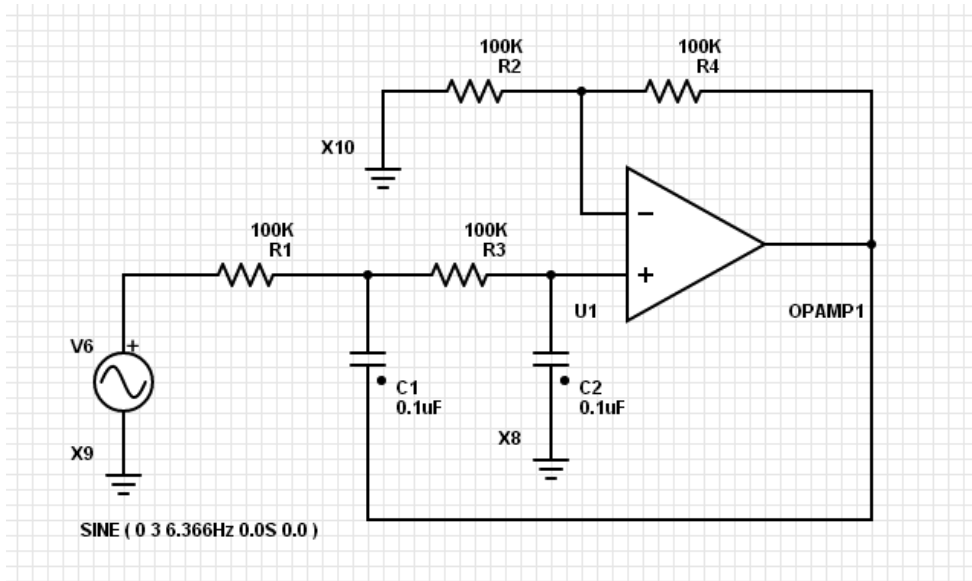 100K
R2
100K
R4
X10
100K
R1
100K
R3
−
+
U1
OPAMP1
V6
+
C1
0.1uF
C2
0.1uF
X8
X9
SINE ( 0 3 6.366Hz 0.0S 0.0 )